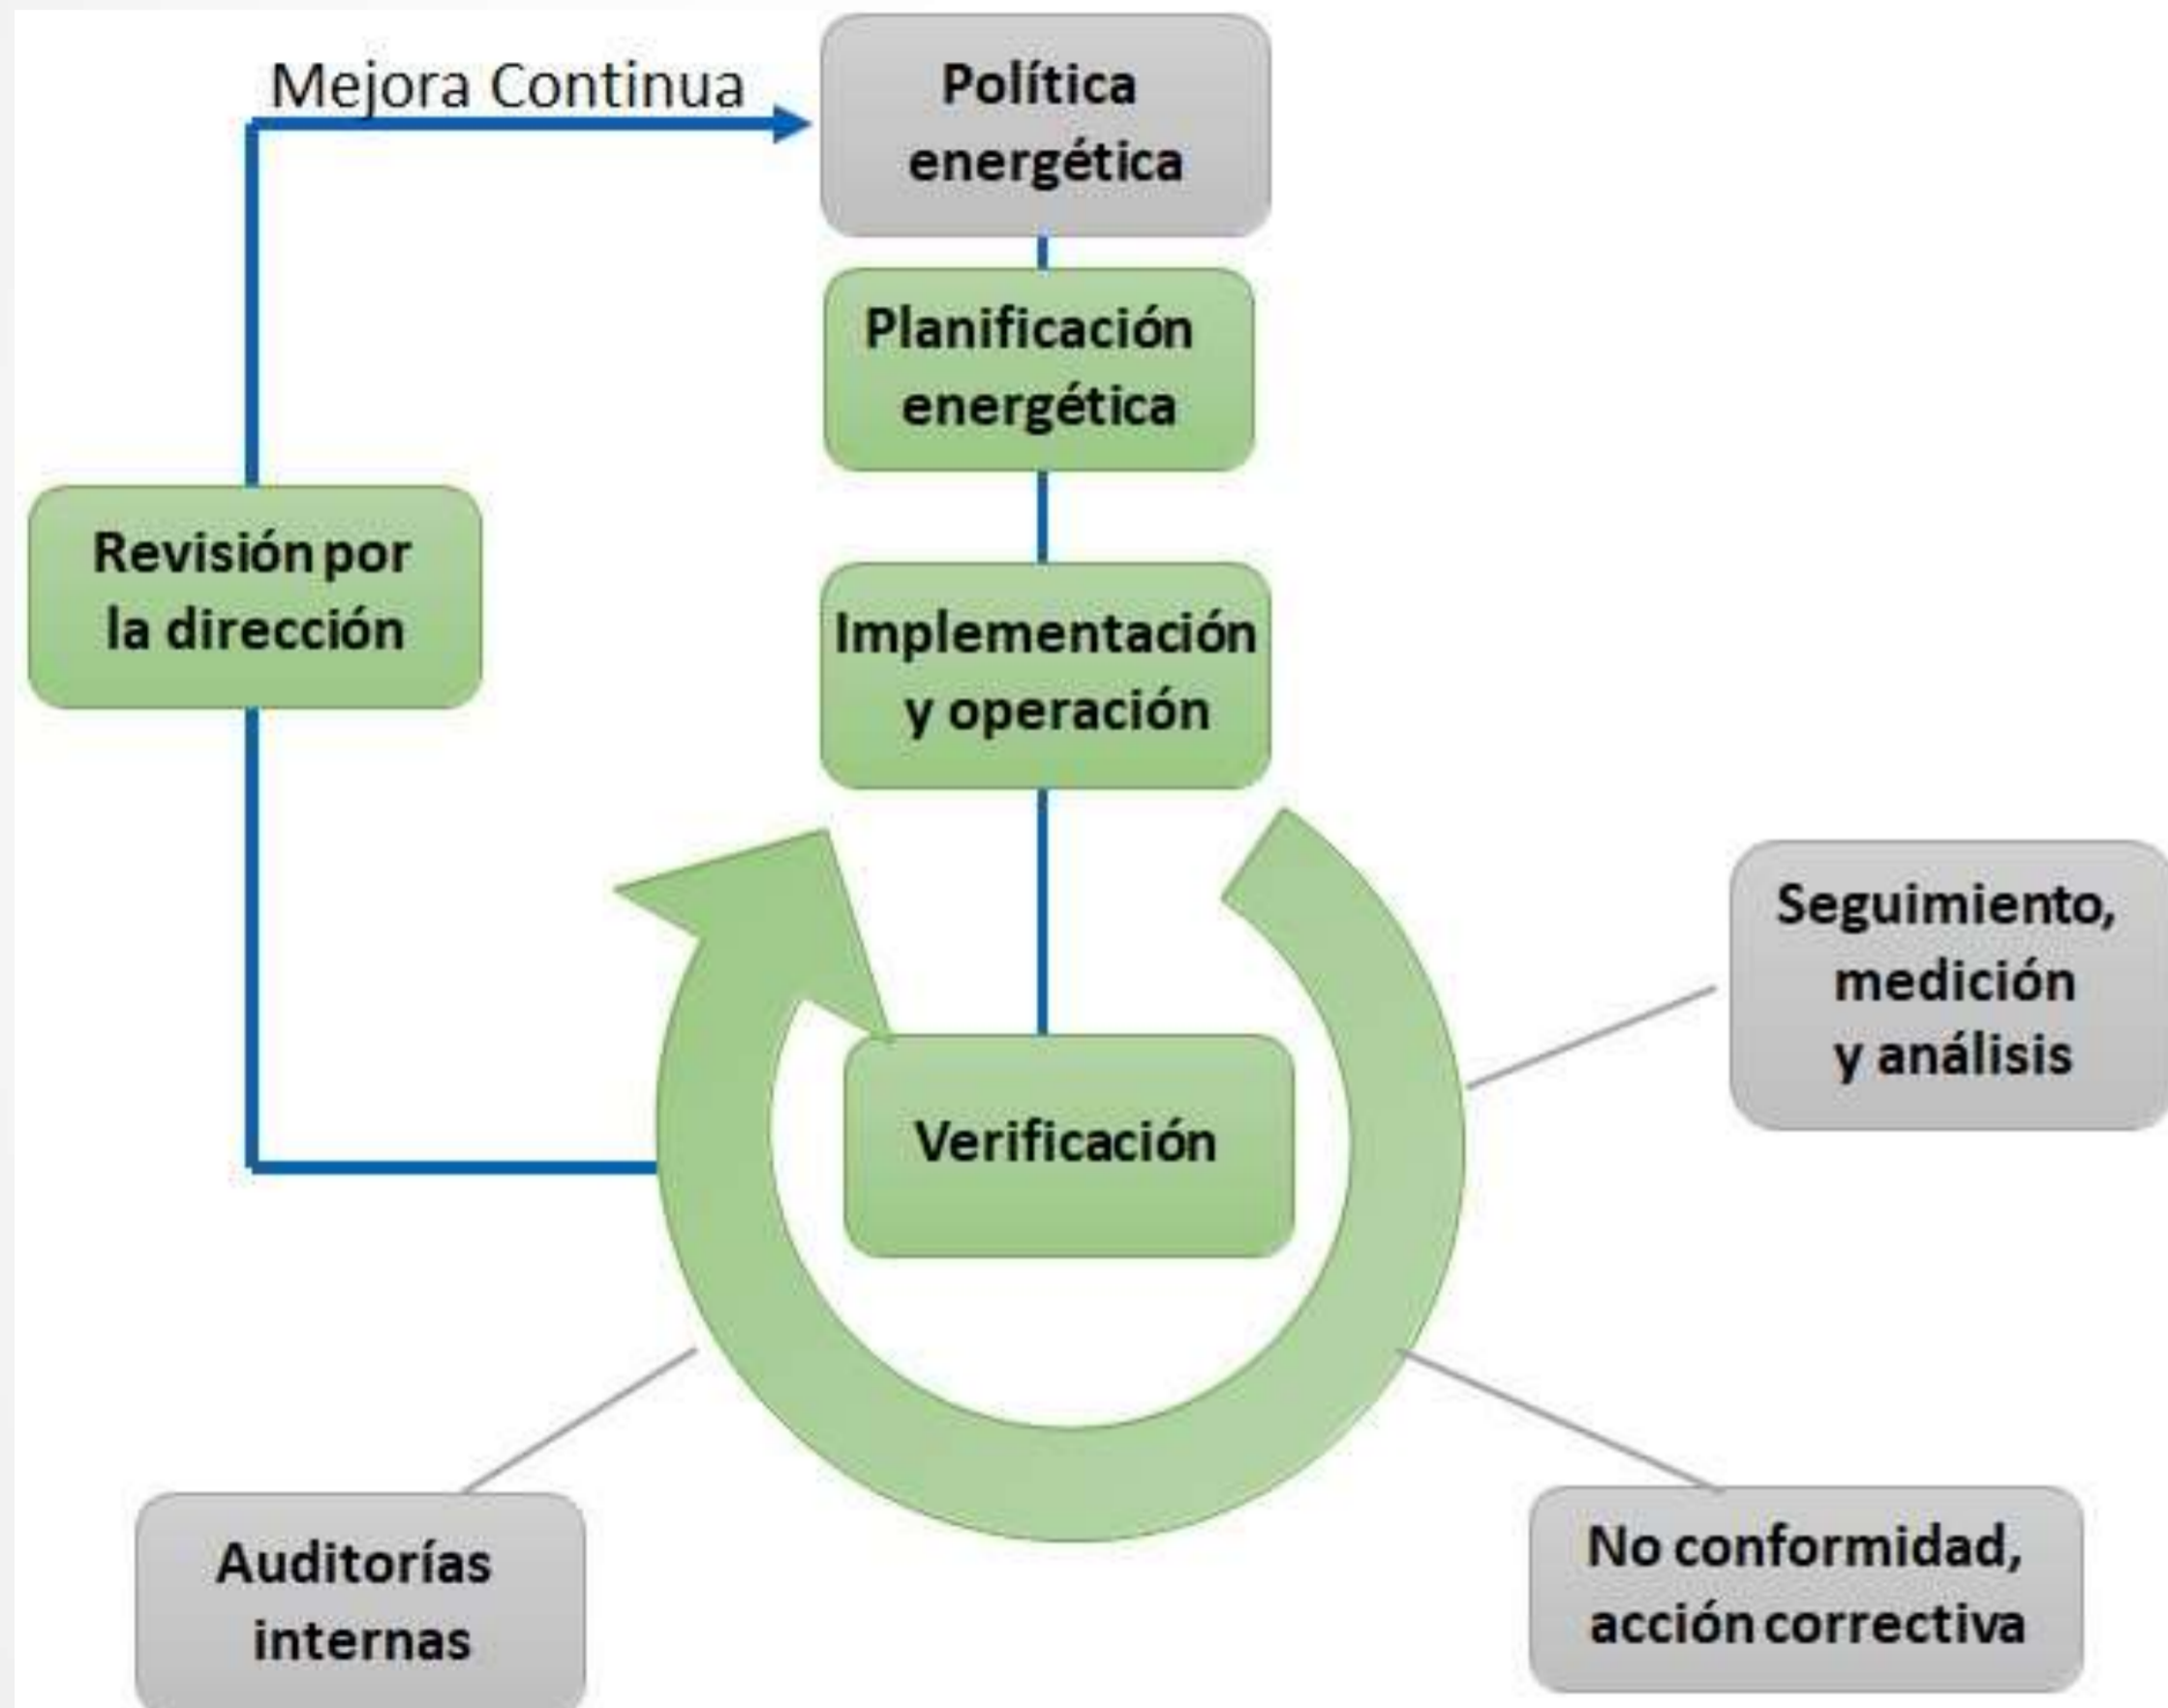 Mejora Continua
Política
energética
Planificación
energética
Revisión por
la dirección
Implementación
y operación
Seguimiento,
medición
y análisis
Verificación
Auditorías
internas
No conformidad,
acción correctiva